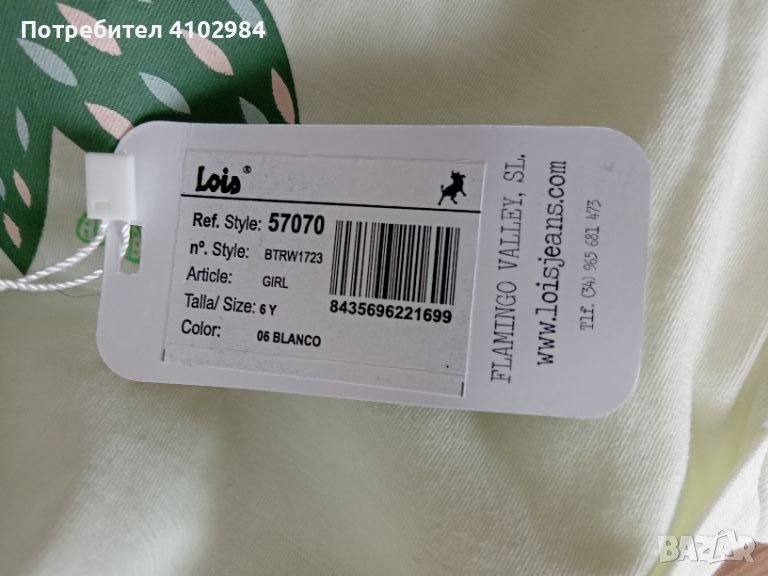 Потребител 4102984
Lois®
Ref. Style: 57070
nº. Style: BTRW1723
Article: GIRL
Talla/ Size: 6 Y
Color: 06 BLANCO
8435696221699
FLAMINGO VALLEY, SL.
www.loisjeans.com
Tlf. (34) 965 681 473
BAZAR